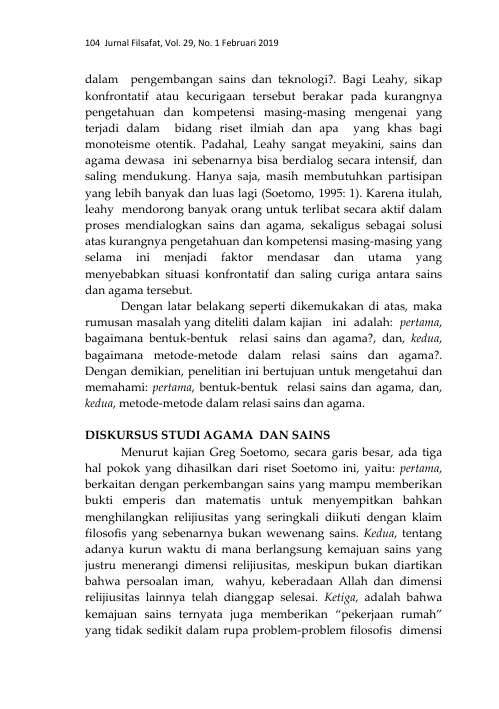 104 Jurnal Filsafat, Vol. 29, No. 1 Februari 2019
dalam pengembangan sains dan teknologi?. Bagi Leahy, sikap
konfrontatif atau kecurigaan tersebut berakar pada kurangnya
pengetahuan dan kompetensi masing-masing mengenai yang
terjadi dalam bidang riset ilmiah dan apa yang khas bagi
monoteisme otentik. Padahal, Leahy sangat meyakini, sains dan
agama dewasa ini sebenarnya bisa berdialog secara intensif, dan
saling mendukung. Hanya saja, masih membutuhkan partisipan
yang lebih banyak dan luas lagi (Soetomo, 1995: 1). Karena itulah,
leahy mendorong banyak orang untuk terlibat secara aktif dalam
proses mendialogkan sains dan agama, sekaligus sebagai solusi
atas kurangnya pengetahuan dan kompetensi masing-masing yang
selama ini menjadi faktor mendasar dan utama yang
menyebabkan situasi konfrontatif dan saling curiga antara sains
dan agama tersebut.
Dengan latar belakang seperti dikemukakan di atas, maka
rumusan masalah yang diteliti dalam kajian ini adalah: pertama,
bagaimana bentuk-bentuk relasi sains dan agama?, dan, kedua,
bagaimana metode-metode dalam relasi sains dan agama?.
Dengan demikian, penelitian ini bertujuan untuk mengetahui dan
memahami: pertama, bentuk-bentuk relasi sains dan agama, dan,
kedua, metode-metode dalam relasi sains dan agama.
DISKURSUS STUDI AGAMA DAN SAINS
Menurut kajian Greg Soetomo, secara garis besar, ada tiga
hal pokok yang dihasilkan dari riset Soetomo ini, yaitu: pertama,
berkaitan dengan perkembangan sains yang mampu memberikan
bukti emperis dan matematis untuk menyempitkan bahkan
menghilangkan relijiusitas yang seringkali diikuti dengan klaim
filosofis yang sebenarnya bukan wewenang sains. Kedua, tentang
adanya kurun waktu di mana berlangsung kemajuan sains yang
justru menerangi dimensi relijiusitas, meskipun bukan diartikan
bahwa persoalan iman, wahyu, keberadaan Allah dan dimensi
relijiusitas lainnya telah dianggap selesai. Ketiga, adalah bahwa
kemajuan sains ternyata juga memberikan “pekerjaan rumah”
yang tidak sedikit dalam rupa problem-problem filosofis dimensi